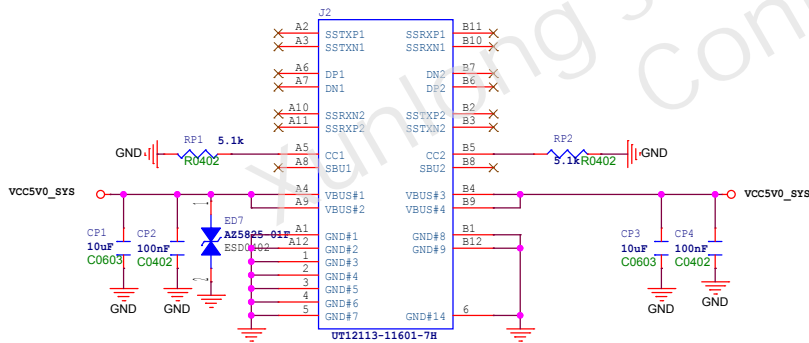 J2
A2 SSTXP1 SSRXP1 B11
A3 SSTXN1 SSRXN1 B10
A6 DP1 DN2 B7
A7 DN1 DP2 B6
A10 SSRXN2 SSTXP2 B2
A11 SSRXP2 SSTXN2 B3
RP1 5.1k RP2
GND R0402 A5 CC1 CC2 B5 5.1k R0402 GND
A8 SBU1 SBU2 B8
VCC5V0_SYS A4 VBUS#1 VBUS#3 B4 VCC5V0_SYS
A9 VBUS#2 VBUS#4 B9
1
ED7
CP1 CP2 AZ5825-01F A1 GND#1 GND#8 B1 CP3 CP4
10uF 100nF ESD0402 A12 GND#2 GND#9 B12 10uF 100nF
C0603 C0402 1 GND#3 C0603 C0402
2 2 GND#4
3 GND#5
GND GND 4 GND#6 GND GND
5 GND#7 GND#14 6
GND UT12113-11601-7H GND
Xunlong